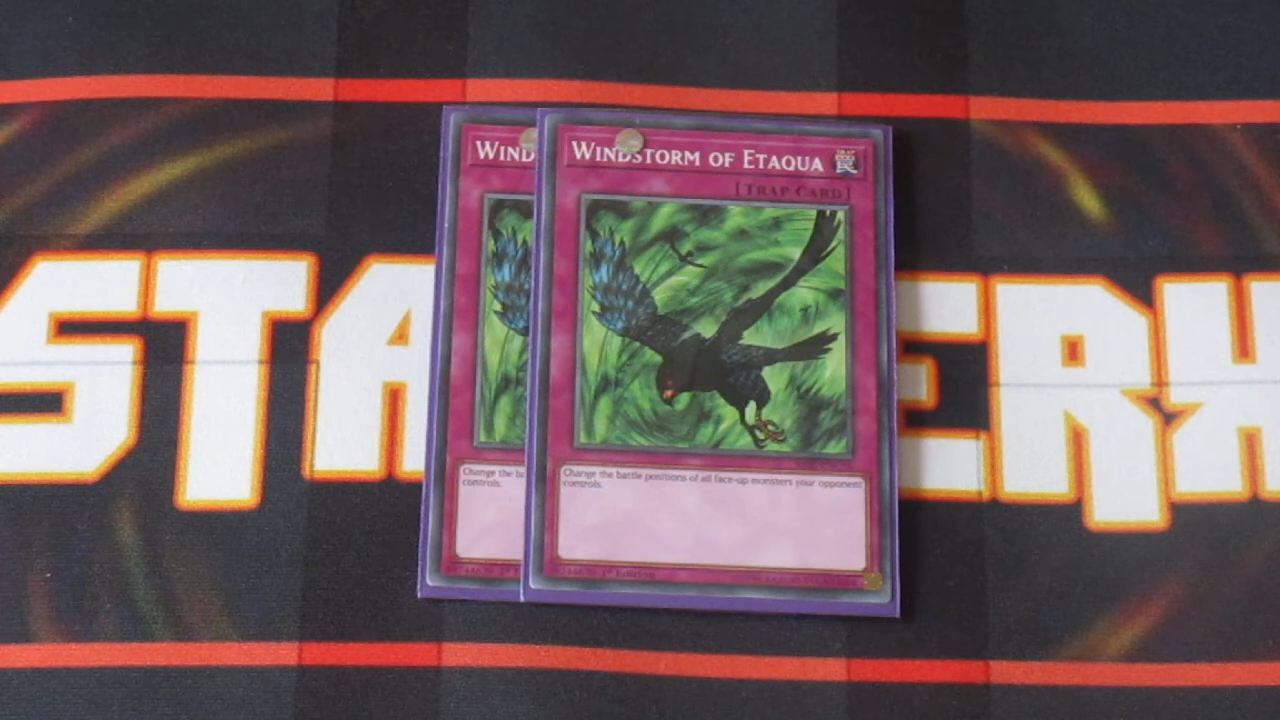 WIND
WINDSTORM OF ETAQUA
[TRAP CARD]
STA
ERH
Change the ba
controls.
Change the battle positions of all face-up monsters your opponent
controls.
1st Edition